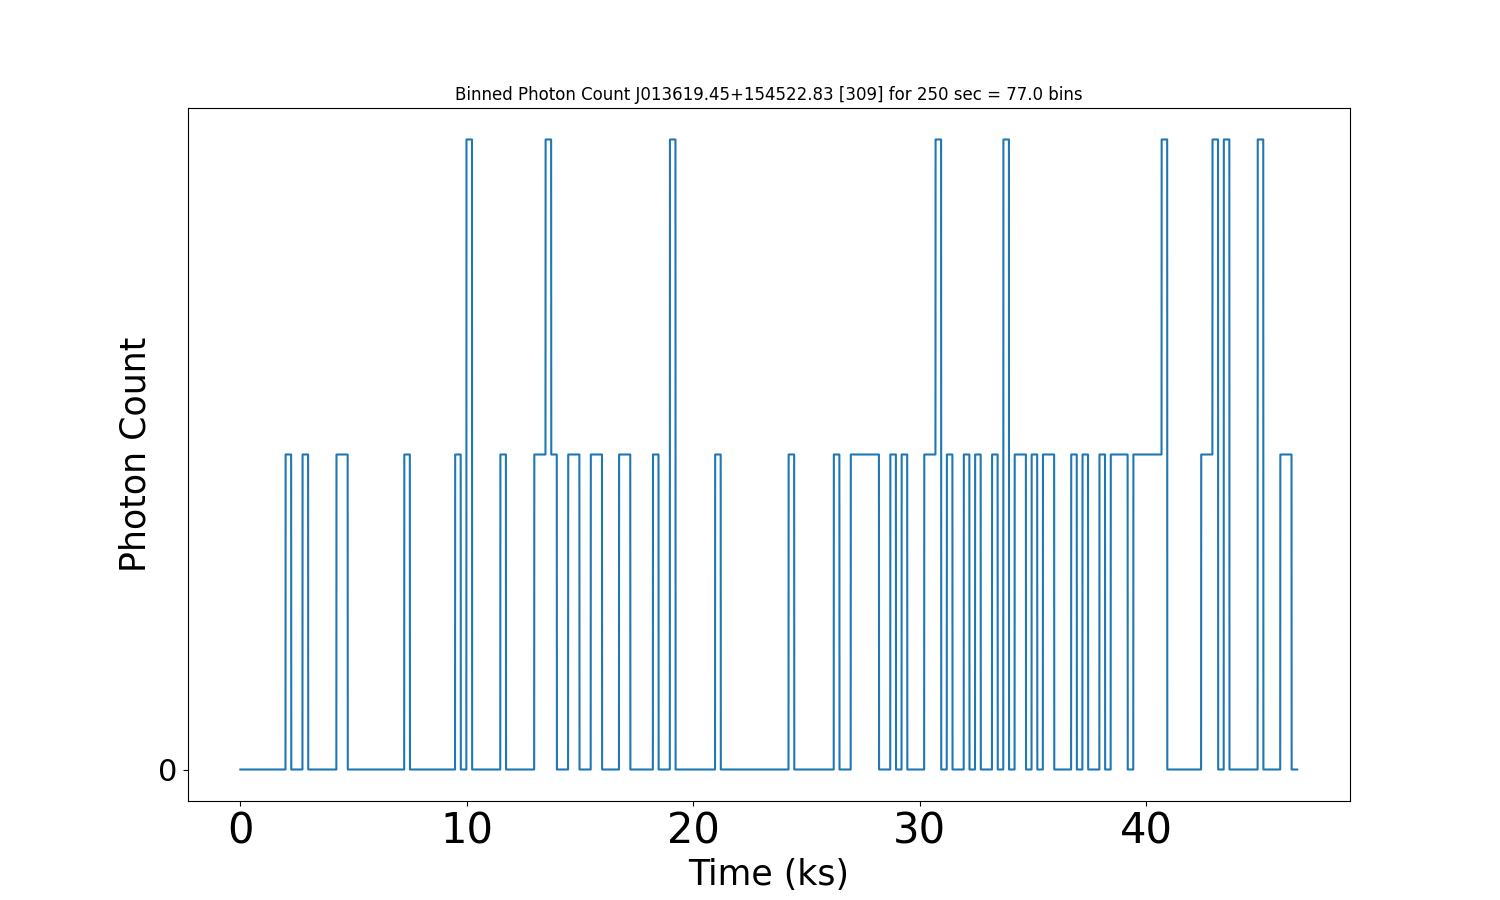 Binned Photon Count J013619.45+154522.83 [309] for 250 sec = 77.0 bins
Photon Count
0
0 10 20 30 40
Time (ks)